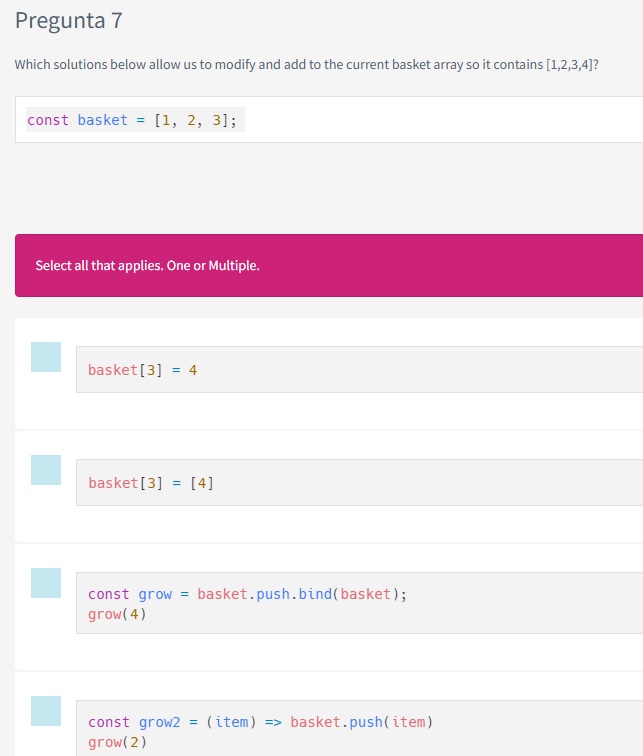 Pregunta 7
Which solutions below allow us to modify and add to the current basket array so it contains [1,2,3,4]?
const basket = [1, 2, 3];
Select all that applies. One or Multiple.
basket[3] = 4
basket[3] = [4]
const grow = basket.push.bind(basket);
grow(4)
const grow2 = (item) => basket.push(item)
grow(2)